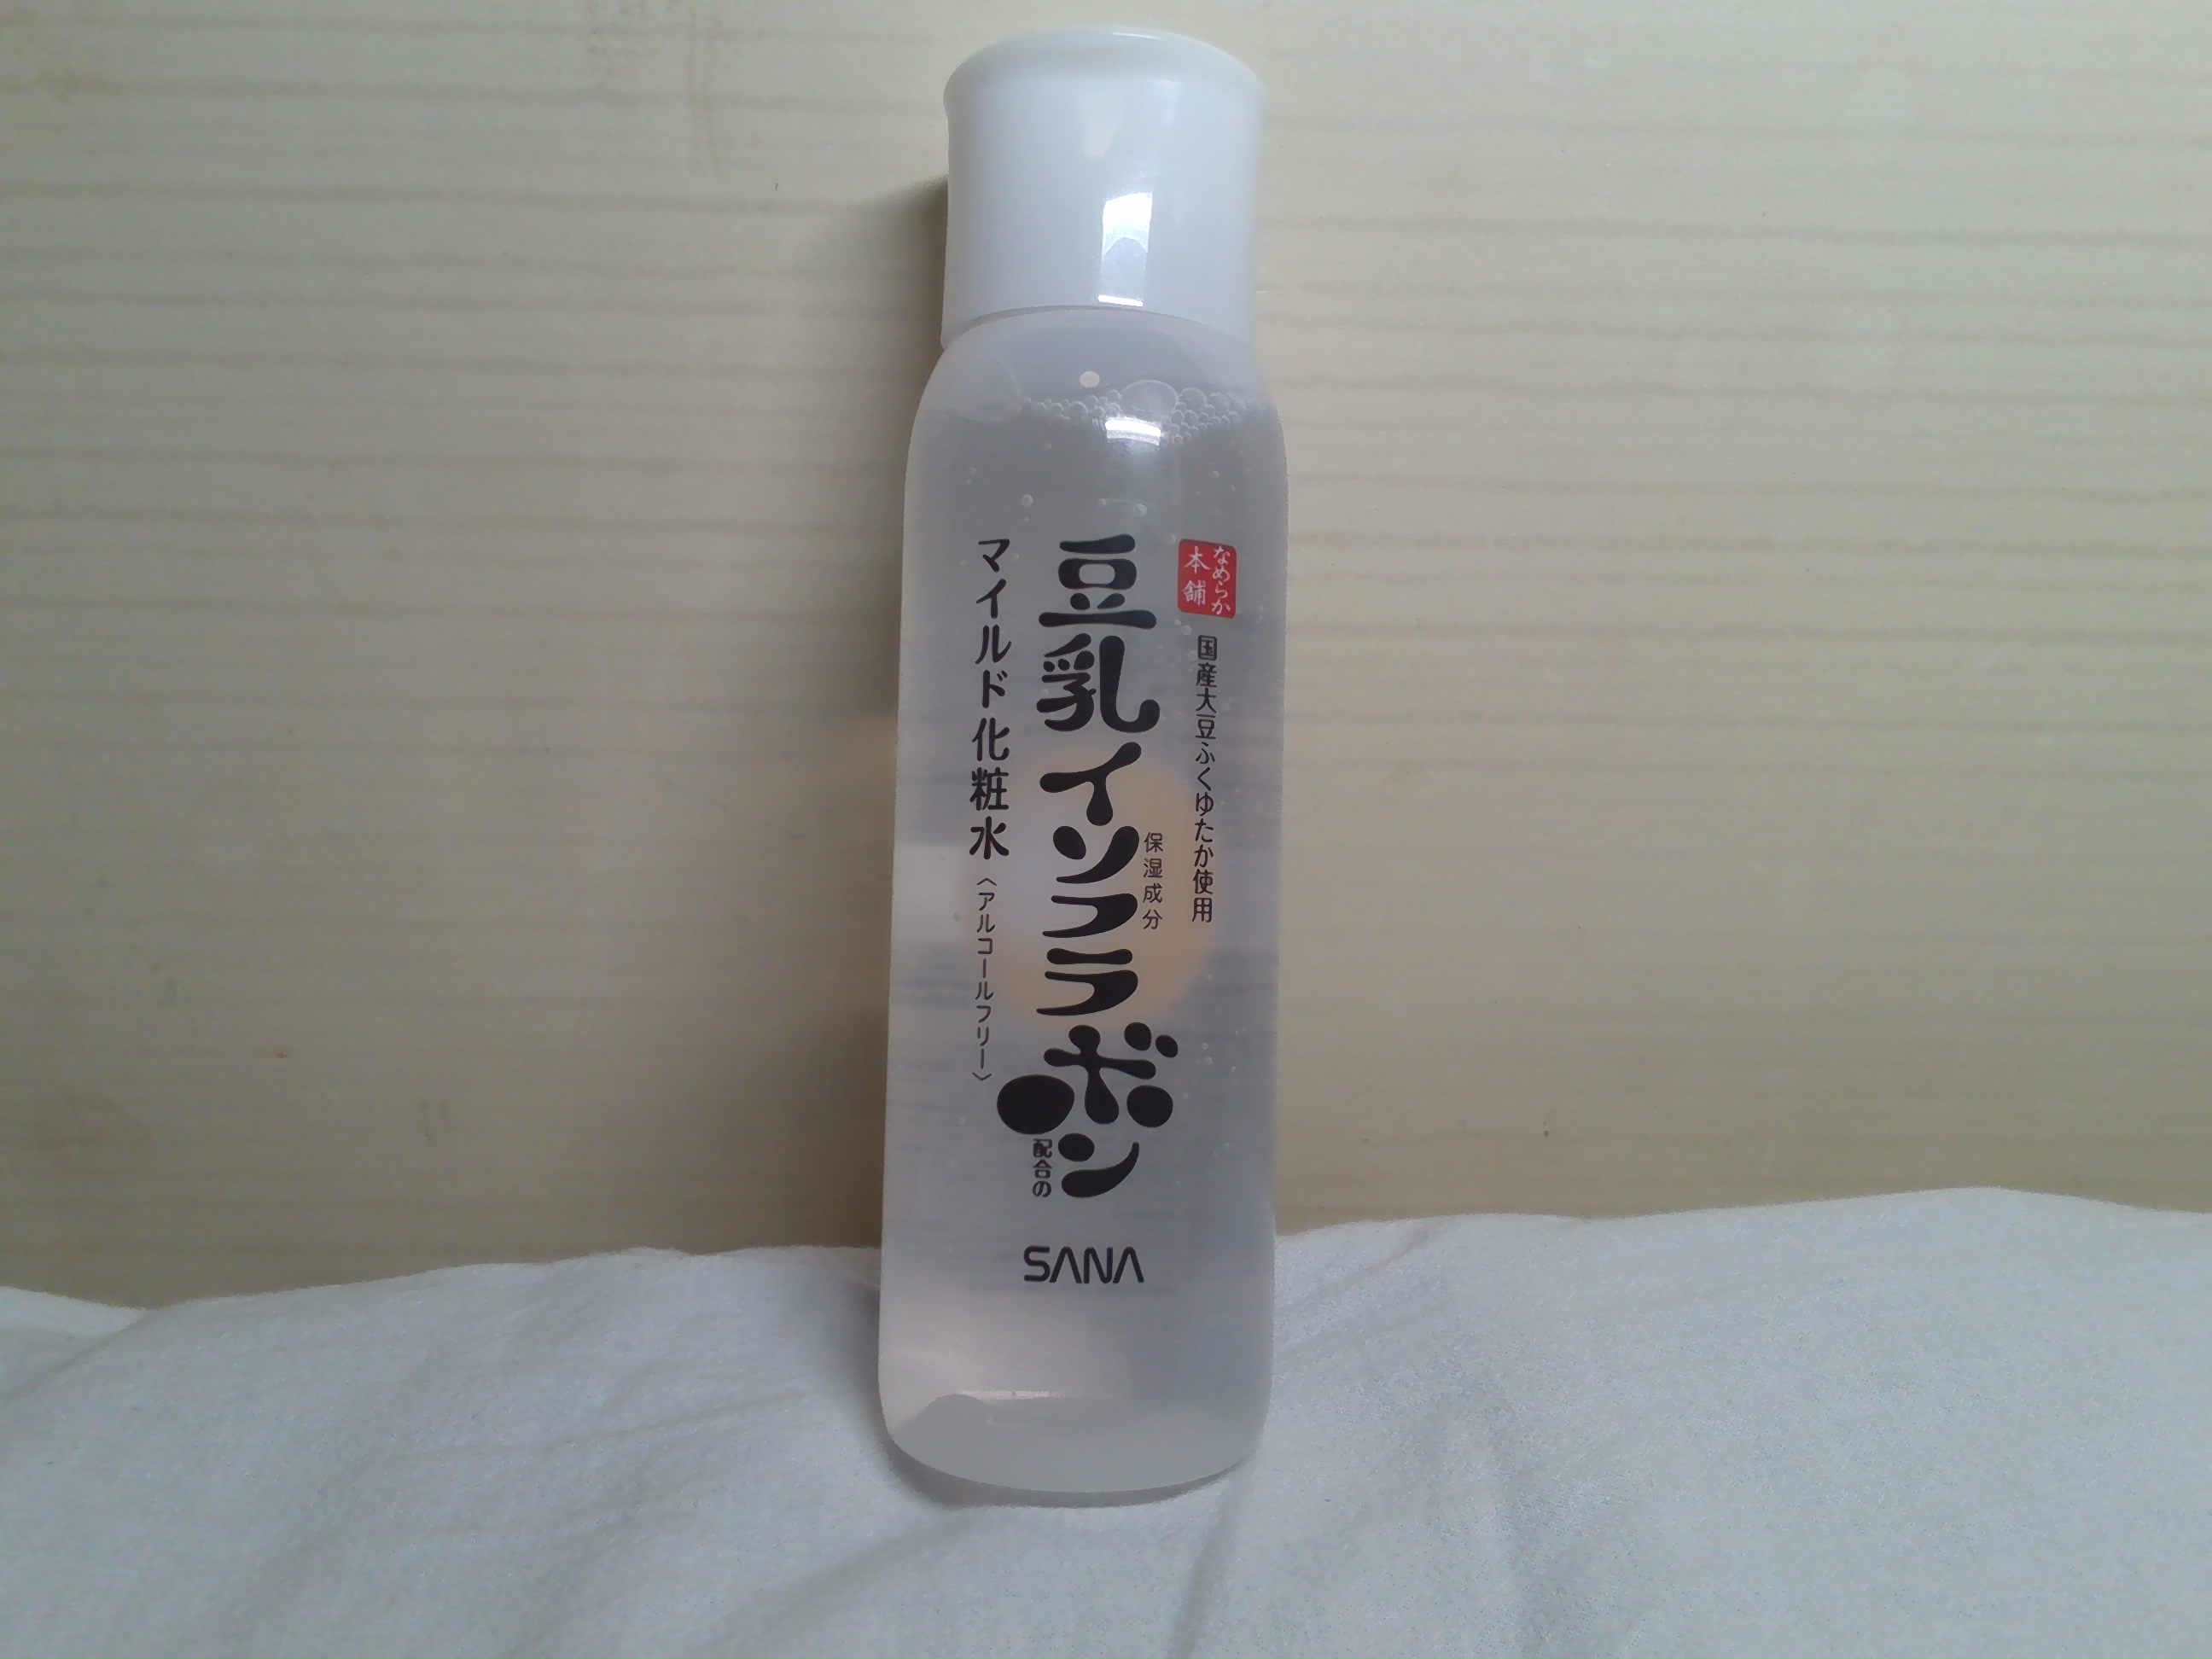 なめらか
本舗
国産大豆ふくゆたか使用
豆乳イソフラボン
保湿成分
配合の
マイルド化粧水〈アルコールフリー〉
SANA